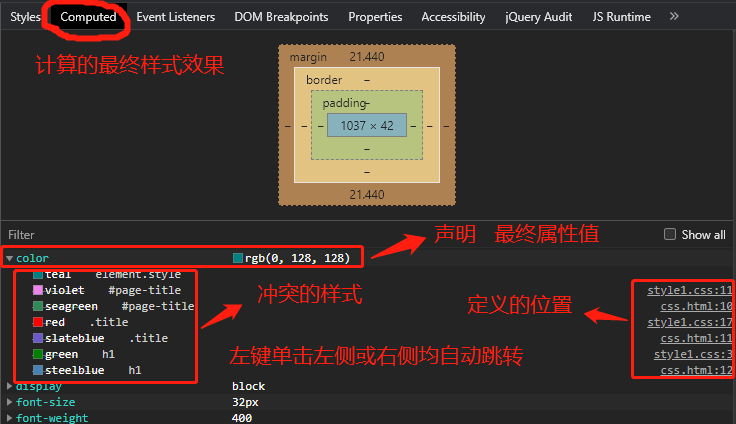 Styles Computed Event Listeners DOM Breakpoints Properties Accessibility jQuery Audit JS Runtime »
计算的最终样式效果
margin 21.440
border –
padding –
– – – 1037 × 42 – – –
–
–
21.440
Filter Show all
声明 最终属性值
color rgb(0, 128, 128)
teal element.style
violet #page-title style1.css:11
seagreen #page-title css.html:10
red .title style1.css:17
slateblue .title css.html:11
green h1 style1.css:3
steelblue h1 css.html:12
冲突的样式
定义的位置
左键单击左侧或右侧均自动跳转
display block
font-size 32px
font-weight 400